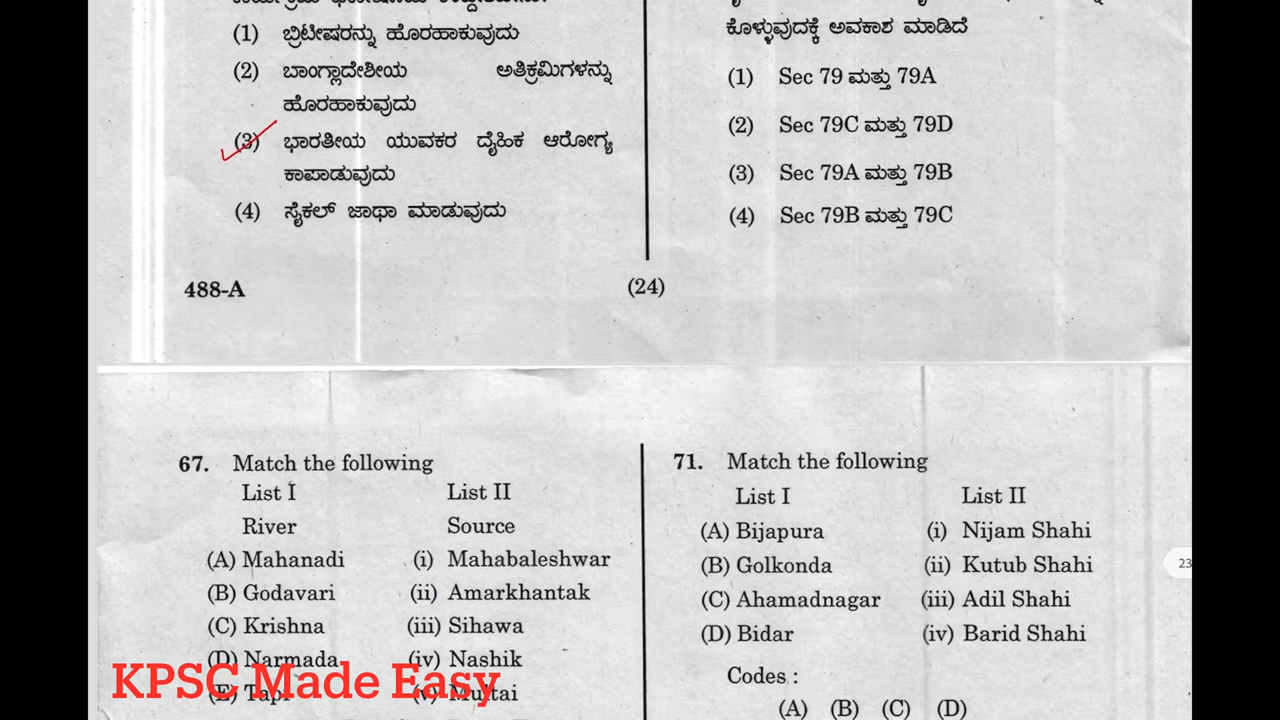 (1) ಬ್ರಿಟೀಷರನ್ನು ಹೊರಹಾಕುವುದು
(2) ಬಾಂಗ್ಲಾದೇಶೀಯ ಅತಿಕ್ರಮಿಗಳನ್ನು
ಹೊರಹಾಕುವುದು
(3) ಭಾರತೀಯ ಯುವಕರ ದೈಹಿಕ ಆರೋಗ್ಯ
ಕಾಪಾಡುವುದು
(4) ಸೈಕಲ್ ಜಾಥಾ ಮಾಡುವುದು
ಕೊಳ್ಳುವುದಕ್ಕೆ ಅವಕಾಶ ಮಾಡಿದೆ
(1) Sec 79 ಮತ್ತು 79A
(2) Sec 79C ಮತ್ತು 79D
(3) Sec 79A ಮತ್ತು 79B
(4) Sec 79B ಮತ್ತು 79C
488-A (24)
67. Match the following
List I List II
River Source
(A) Mahanadi (i) Mahabaleshwar
(B) Godavari (ii) Amarkhantak
(C) Krishna (iii) Sihawa
(D) Narmada (iv) Nashik
(E) Tapi (v) Multai
71. Match the following
List I List II
(A) Bijapura (i) Nijam Shahi
(B) Golkonda (ii) Kutub Shahi
(C) Ahamadnagar (iii) Adil Shahi
(D) Bidar (iv) Barid Shahi
Codes :
(A) (B) (C) (D)
23
KPSC Made Easy